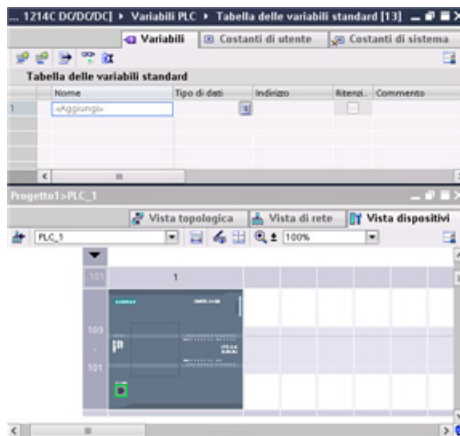 ... 1214C DC/DC/DC] ▸ Variabili PLC ▸ Tabella delle variabili standard [13]
Variabili Costanti di utente Costanti di sistema
Tabella delle variabili standard
Nome Tipo di dati Indirizzo Ritenzi.. Commento
1 <Aggiungi>
Progetto1>PLC_1
Vista topologica Vista di rete Vista dispositivi
PLC_1 100%
101 1
103
-
101
SIEMENS